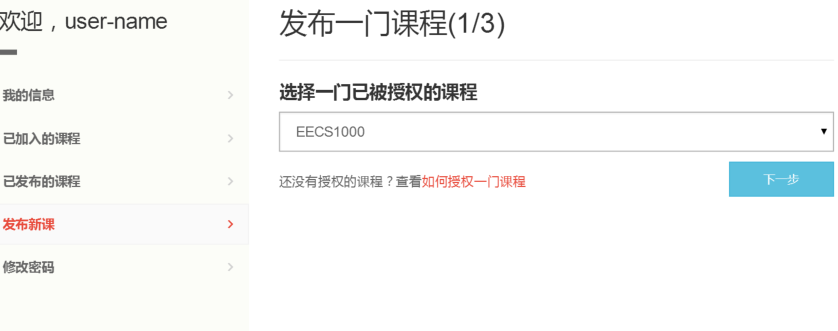 欢迎，user-name
我的信息
已加入的课程
已发布的课程
发布新课
修改密码
发布一门课程(1/3)
选择一门已被授权的课程
EECS1000
还没有授权的课程？查看如何授权一门课程
下一步